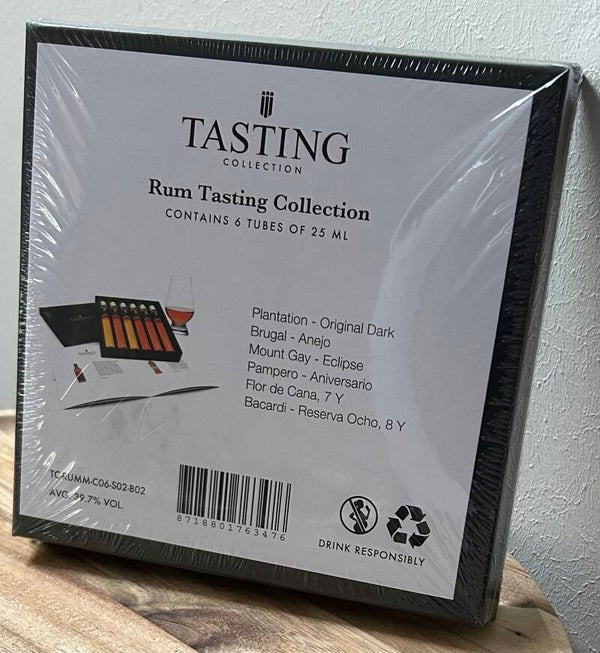 TASTING
COLLECTION
Rum Tasting Collection
CONTAINS 6 TUBES OF 25 ML
Plantation - Original Dark
Brugal - Anejo
Mount Gay - Eclipse
Pampero - Aniversario
Flor de Cana, 7 Y
Bacardi - Reserva Ocho, 8 Y
TC-RUMM-C06-S02-B02
AVG. 39.7% VOL.
8718801763476
DRINK RESPONSIBLY